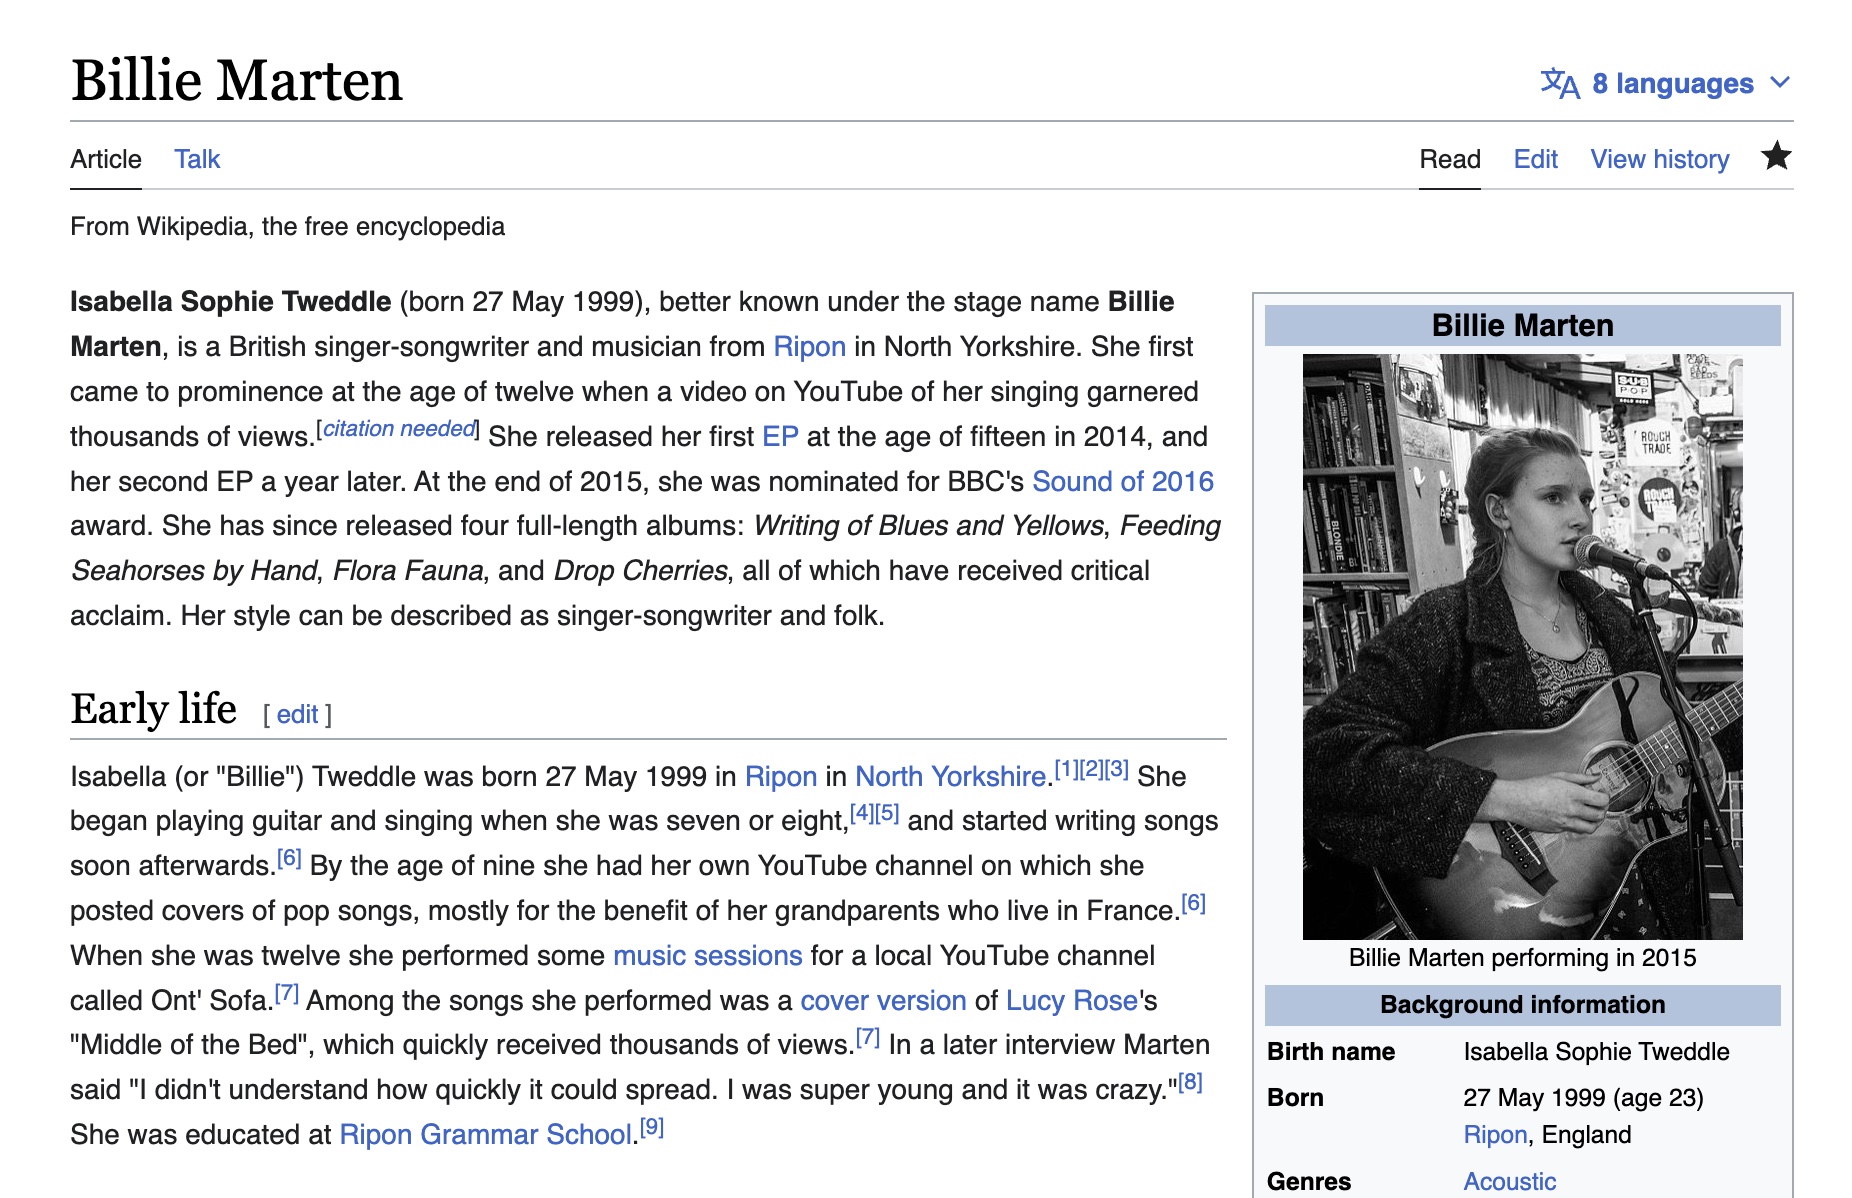 Billie Marten
8 languages
Article Talk
Read Edit View history
From Wikipedia, the free encyclopedia
Isabella Sophie Tweddle (born 27 May 1999), better known under the stage name Billie
Marten, is a British singer-songwriter and musician from Ripon in North Yorkshire. She first
came to prominence at the age of twelve when a video on YouTube of her singing garnered
thousands of views.[citation needed] She released her first EP at the age of fifteen in 2014, and
her second EP a year later. At the end of 2015, she was nominated for BBC's Sound of 2016
award. She has since released four full-length albums: Writing of Blues and Yellows, Feeding
Seahorses by Hand, Flora Fauna, and Drop Cherries, all of which have received critical
acclaim. Her style can be described as singer-songwriter and folk.
Early life [ edit ]
Isabella (or "Billie") Tweddle was born 27 May 1999 in Ripon in North Yorkshire.[1][2][3] She
began playing guitar and singing when she was seven or eight,[4][5] and started writing songs
soon afterwards.[6] By the age of nine she had her own YouTube channel on which she
posted covers of pop songs, mostly for the benefit of her grandparents who live in France.[6]
When she was twelve she performed some music sessions for a local YouTube channel
called Ont' Sofa.[7] Among the songs she performed was a cover version of Lucy Rose's
"Middle of the Bed", which quickly received thousands of views.[7] In a later interview Marten
said "I didn't understand how quickly it could spread. I was super young and it was crazy."[8]
She was educated at Ripon Grammar School.[9]
Billie Marten
SUB
POP
ROUGH
TRADE
ROUGH
BLONDIE
Billie Marten performing in 2015
Background information
Birth name Isabella Sophie Tweddle
Born 27 May 1999 (age 23)
Ripon, England
Genres Acoustic